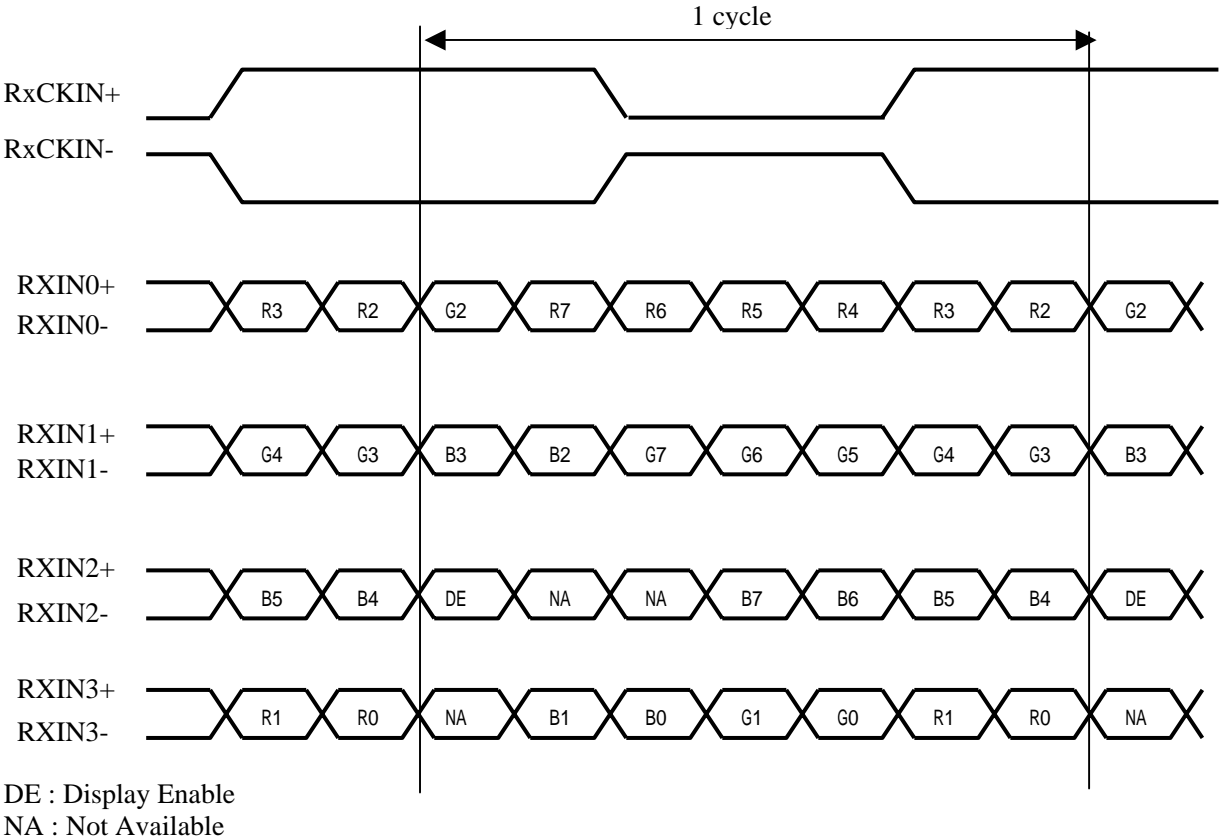 1 cycle
RxCKIN+
RxCKIN-
RXIN0+
R3 R2 G2 R7 R6 R5 R4 R3 R2 G2
RXIN0-
RXIN1+
G4 G3 B3 B2 G7 G6 G5 G4 G3 B3
RXIN1-
RXIN2+
B5 B4 DE NA NA B7 B6 B5 B4 DE
RXIN2-
RXIN3+
R1 R0 NA B1 B0 G1 G0 R1 R0 NA
RXIN3-
DE : Display Enable
NA : Not Available